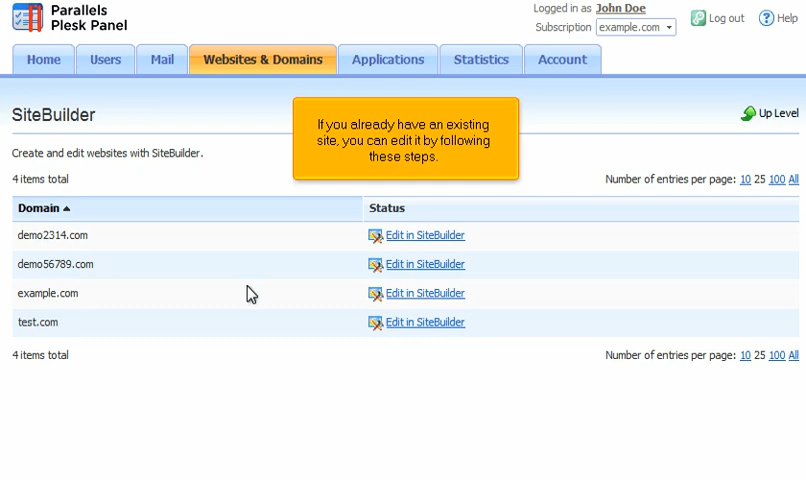 Parallels
Plesk Panel
Logged in as John Doe
Subscription example.com
Log out
Help
Home Users Mail Websites & Domains Applications Statistics Account
SiteBuilder
Up Level
If you already have an existing
site, you can edit it by following
these steps.
Create and edit websites with SiteBuilder.
4 items total Number of entries per page: 10 25 100 All
Domain Status
demo2314.com Edit in SiteBuilder
demo56789.com Edit in SiteBuilder
example.com Edit in SiteBuilder
test.com Edit in SiteBuilder
4 items total Number of entries per page: 10 25 100 All